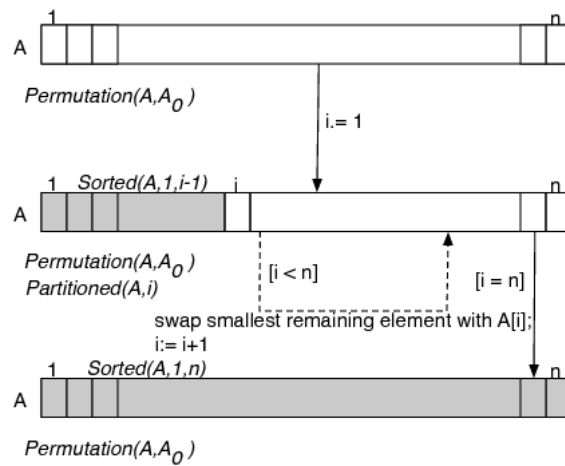 1 n
A
Permutation(A,A0 )
i.= 1
1 Sorted(A,1,i-1) i n
A
Permutation(A,A0 )
Partitioned(A,i)
[i < n] [i = n]
swap smallest remaining element with A[i];
i:= i+1
1 Sorted(A,1,n) n
A
Permutation(A,A0 )